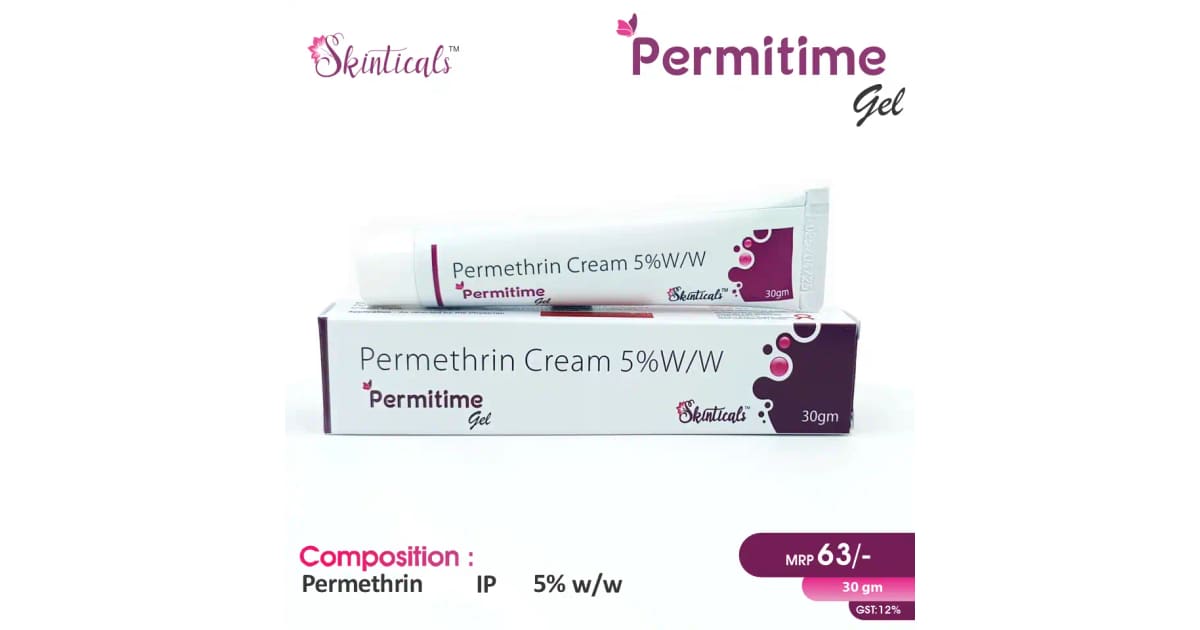 Skinticals™
Permitime
Gel
Permethrin Cream 5%W/W
Permitime
Gel
Skinticals™
30gm
Permethrin Cream 5%W/W
Permitime
Gel
Skinticals™
30gm
Composition :
Permethrin IP 5% w/w
MRP 63/-
30 gm
GST:12%